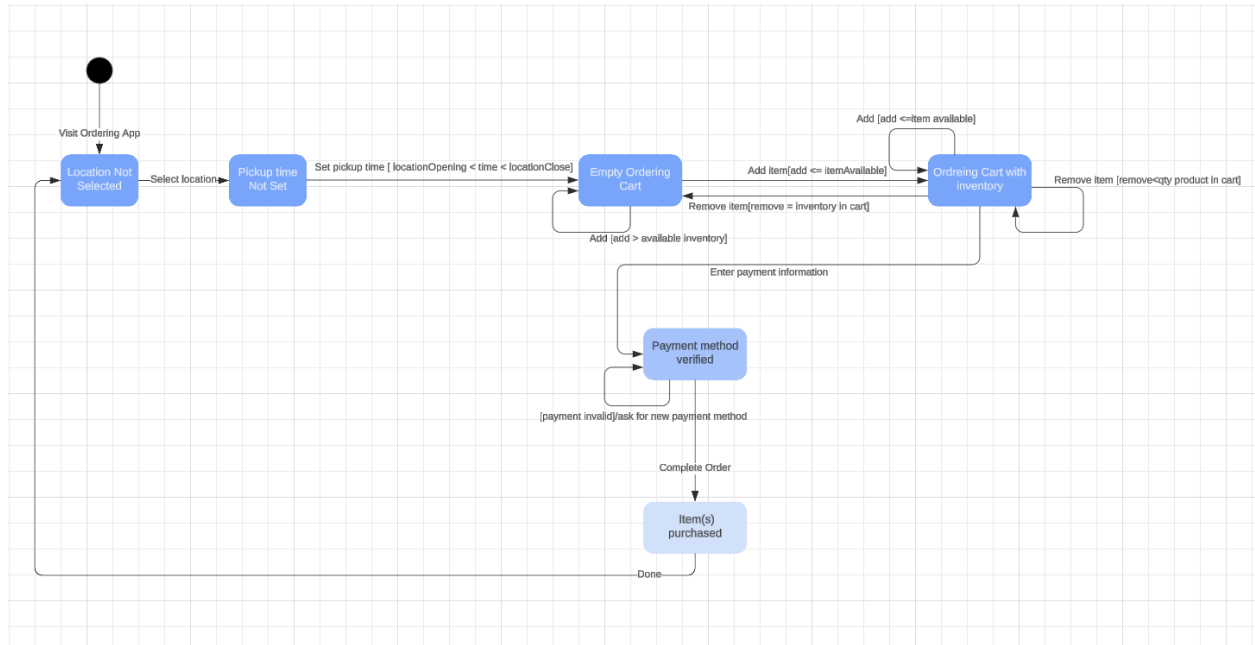 Visit Ordering App
Location Not
Selected
Select location
Pickup time
Not Set
Set pickup time [ locationOpening < time < locationClose]
Empty Ordering
Cart
Add [add > available inventory]
Add item[add <= itemAvailable]
Remove item[remove = inventory in cart]
Add [add <=item available]
Ordreing Cart with
inventory
Remove Item [remove<qty product in cart]
Enter payment information
Payment method
verified
[payment invalid]/ask for new payment method
Complete Order
Item(s)
purchased
Done